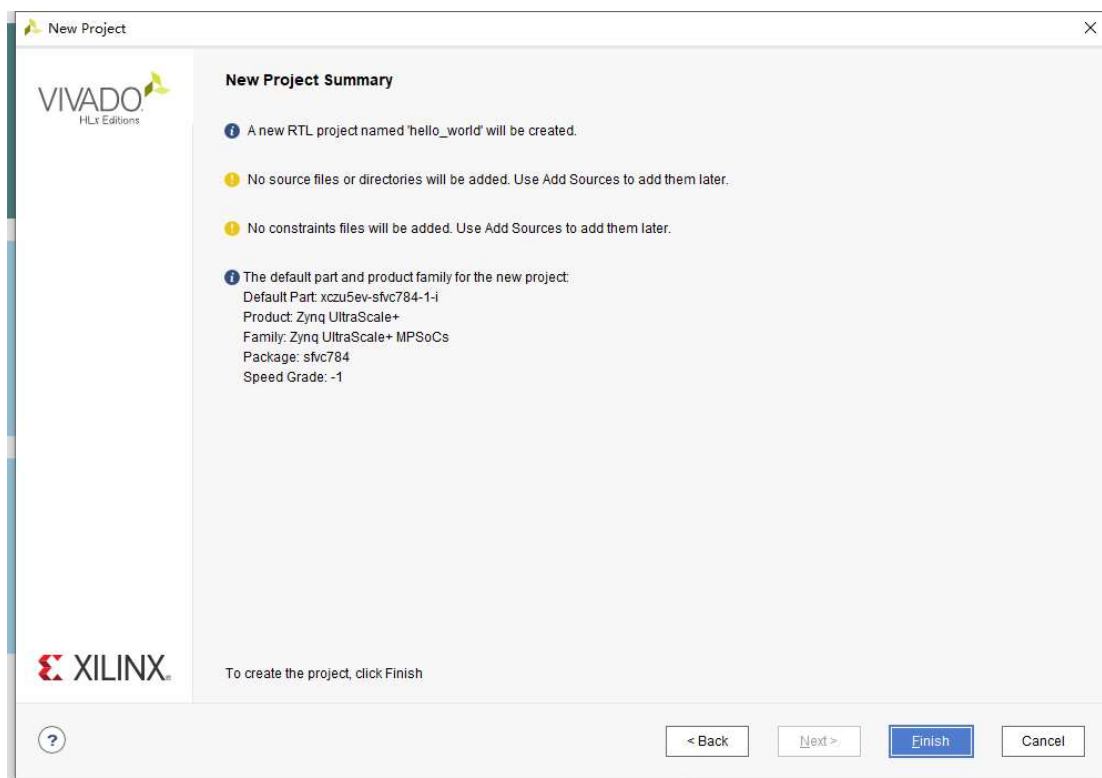 New Project
VIVADO
HLx Editions
New Project Summary
A new RTL project named 'hello_world' will be created.
No source files or directories will be added. Use Add Sources to add them later.
No constraints files will be added. Use Add Sources to add them later.
The default part and product family for the new project:
Default Part: xczu5ev-sfvc784-1-i
Product: Zynq UltraScale+
Family: Zynq UltraScale+ MPSoCs
Package: sfvc784
Speed Grade: -1
XILINX
To create the project, click Finish
?
< Back
Next >
Finish
Cancel